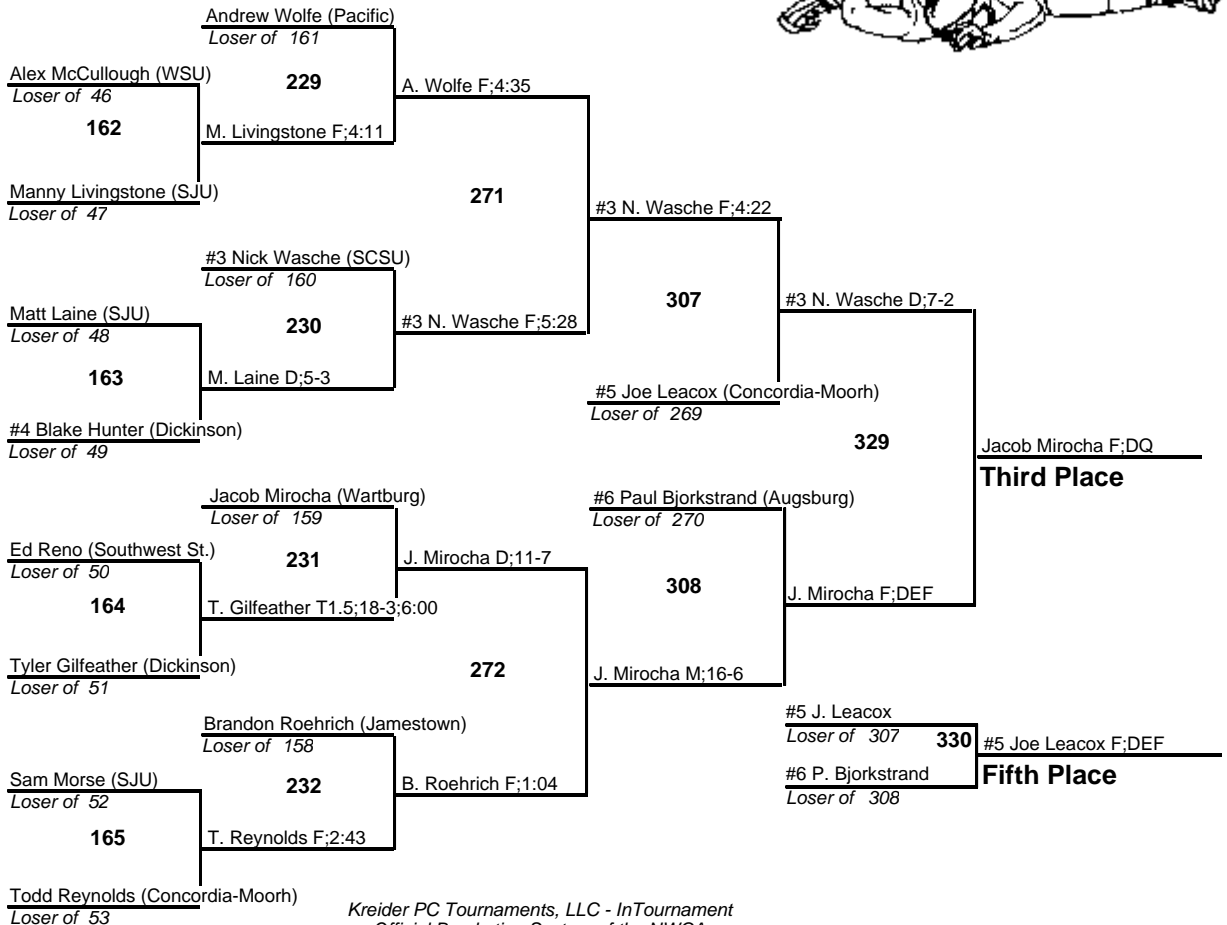 Andrew Wolfe (Pacific)
Loser of 161
Alex McCullough (WSU)
Loser of 46
229
A. Wolfe F;4:35
162
M. Livingstone F;4:11
Manny Livingstone (SJU)
Loser of 47
271
#3 N. Wasche F;4:22
#3 Nick Wasche (SCSU)
Loser of 160
Matt Laine (SJU)
Loser of 48
230
#3 N. Wasche F;5:28
307
#3 N. Wasche D;7-2
163
M. Laine D;5-3
#5 Joe Leacox (Concordia-Moorh)
Loser of 269
#4 Blake Hunter (Dickinson)
Loser of 49
329
Jacob Mirocha F;DQ
Third Place
Jacob Mirocha (Wartburg)
Loser of 159
#6 Paul Bjorkstrand (Augsburg)
Loser of 270
Ed Reno (Southwest St.)
Loser of 50
231
J. Mirocha D;11-7
308
J. Mirocha F;DEF
164
T. Gilfeather T1.5;18-3;6:00
Tyler Gilfeather (Dickinson)
Loser of 51
272
J. Mirocha M;16-6
Brandon Roehrich (Jamestown)
Loser of 158
#5 J. Leacox
Loser of 307
330
#5 Joe Leacox F;DEF
Fifth Place
#6 P. Bjorkstrand
Loser of 308
Sam Morse (SJU)
Loser of 52
232
B. Roehrich F;1:04
165
T. Reynolds F;2:43
Todd Reynolds (Concordia-Moorh)
Loser of 53
Kreider PC Tournaments, LLC - InTournament